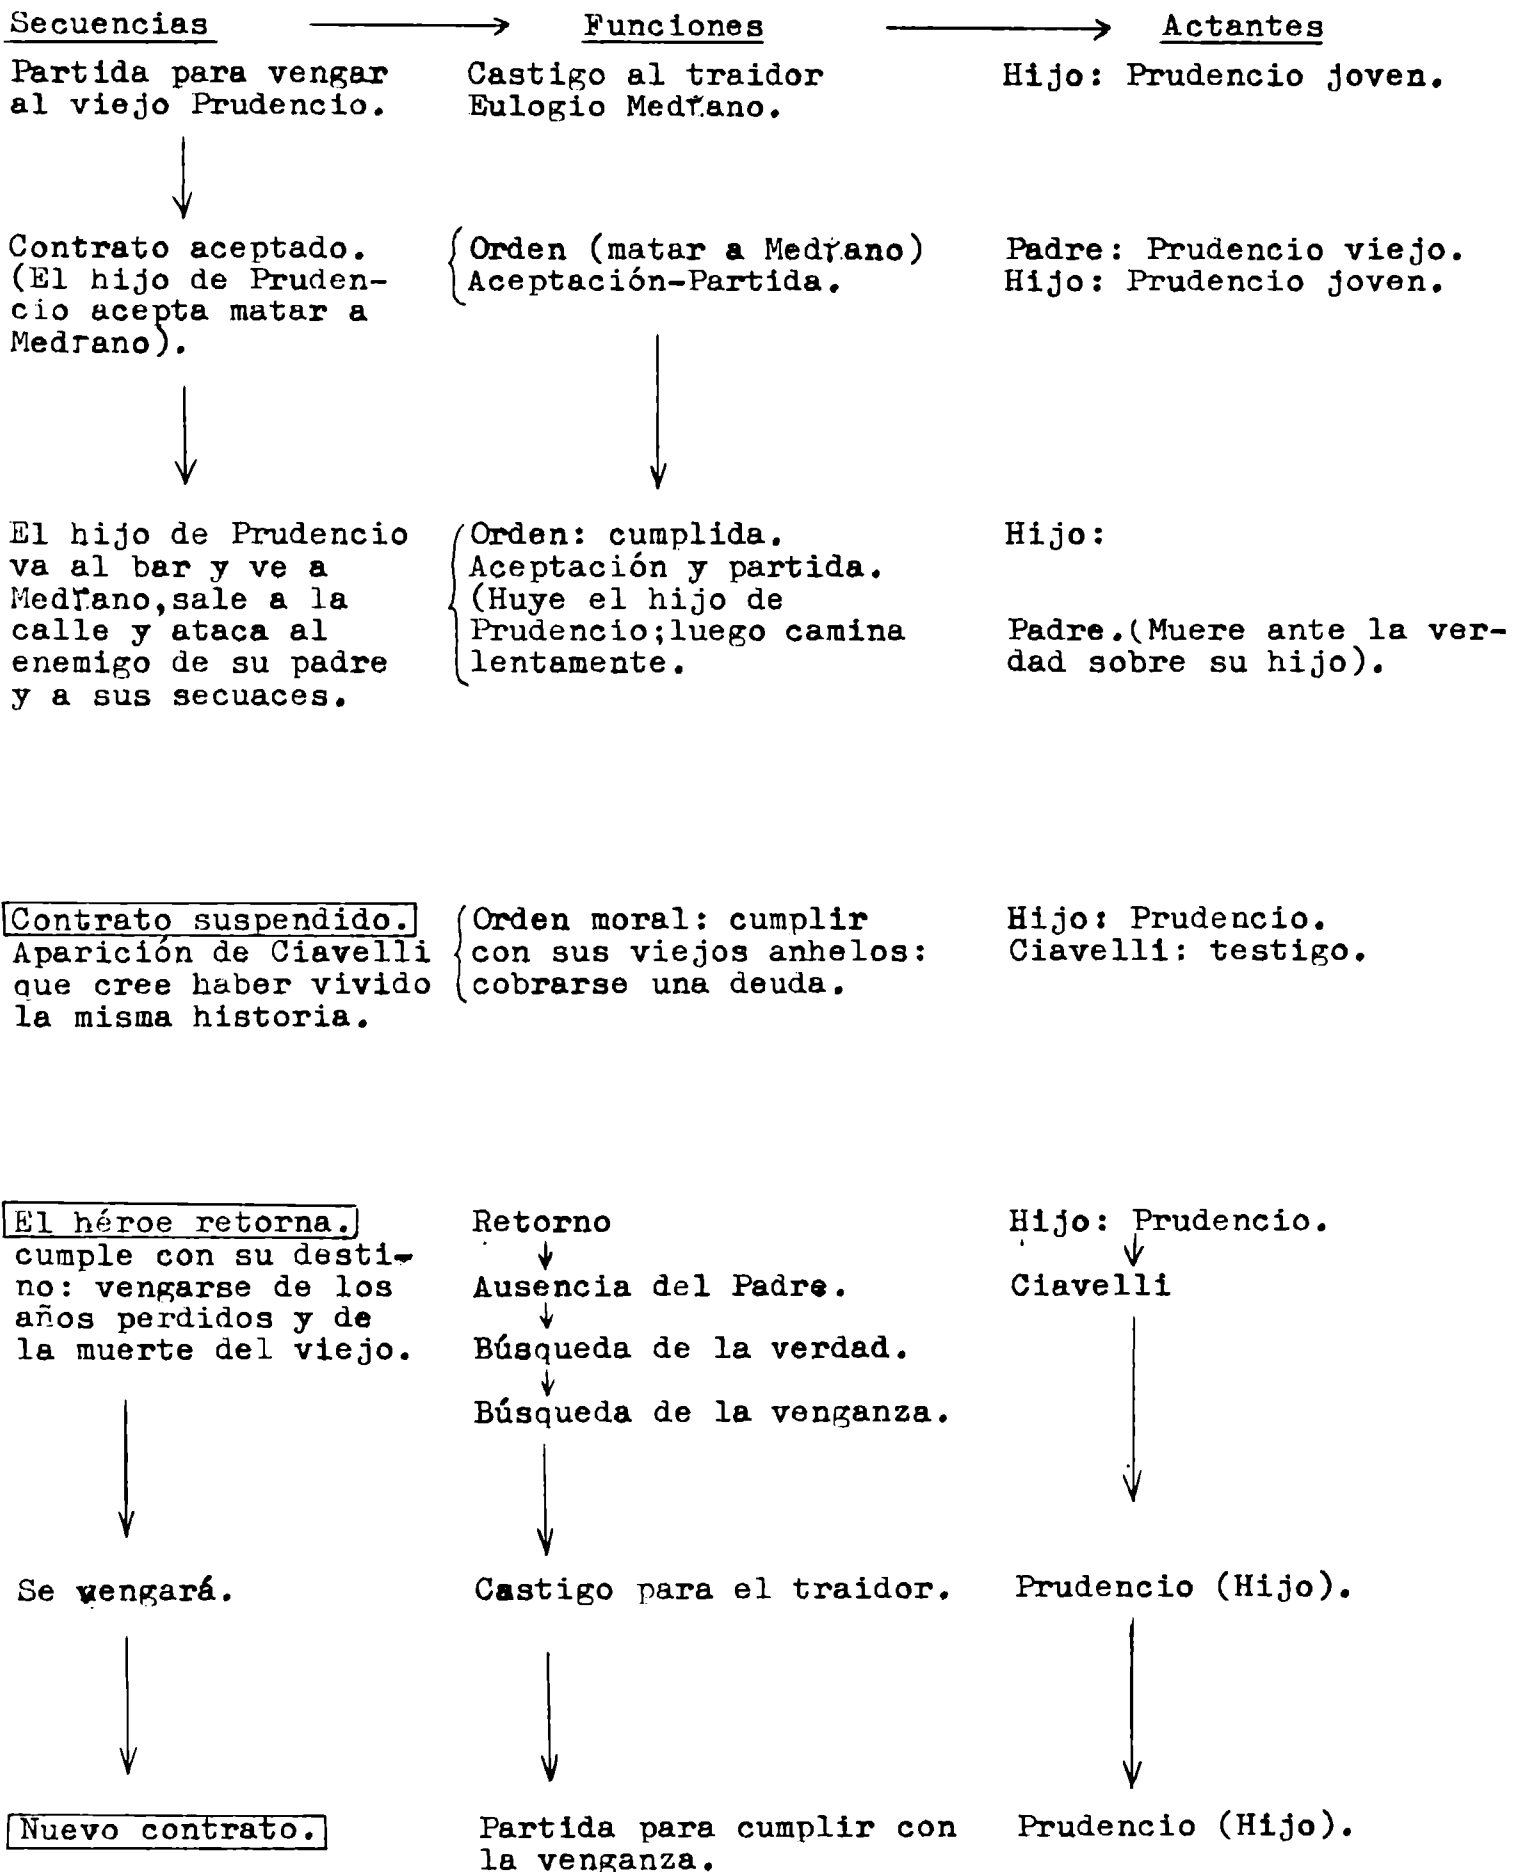 Secuencias Funciones Actantes
Partida para vengar Castigo al traidor Hijo: Prudencio joven.
al viejo Prudencio. Eulogio Medrano.
Contrato aceptado. Orden (matar a Medrano) Padre: Prudencio viejo.
(El hijo de Pruden- Aceptación-Partida. Hijo: Prudencio joven.
cio acepta matar a
Medrano).
El hijo de Prudencio Orden: cumplida. Hijo:
va al bar y ve a Aceptación y partida.
Medrano,sale a la (Huye el hijo de
calle y ataca al Prudencio;luego camina Padre.(Muere ante la ver-
enemigo de su padre lentamente. dad sobre su hijo).
y a sus secuaces.
Contrato suspendido. Orden moral: cumplir Hijo: Prudencio.
Aparición de Ciavelli con sus viejos anhelos: Ciavelli: testigo.
que cree haber vivido cobrarse una deuda.
la misma historia.
El héroe retorna. Retorno Hijo: Prudencio.
cumple con su desti-
no: vengarse de los Ausencia del Padre. Ciavelli
años perdidos y de
la muerte del viejo. Búsqueda de la verdad.
Búsqueda de la venganza.
Se vengará. Castigo para el traidor. Prudencio (Hijo).
Nuevo contrato. Partida para cumplir con Prudencio (Hijo).
la venganza.